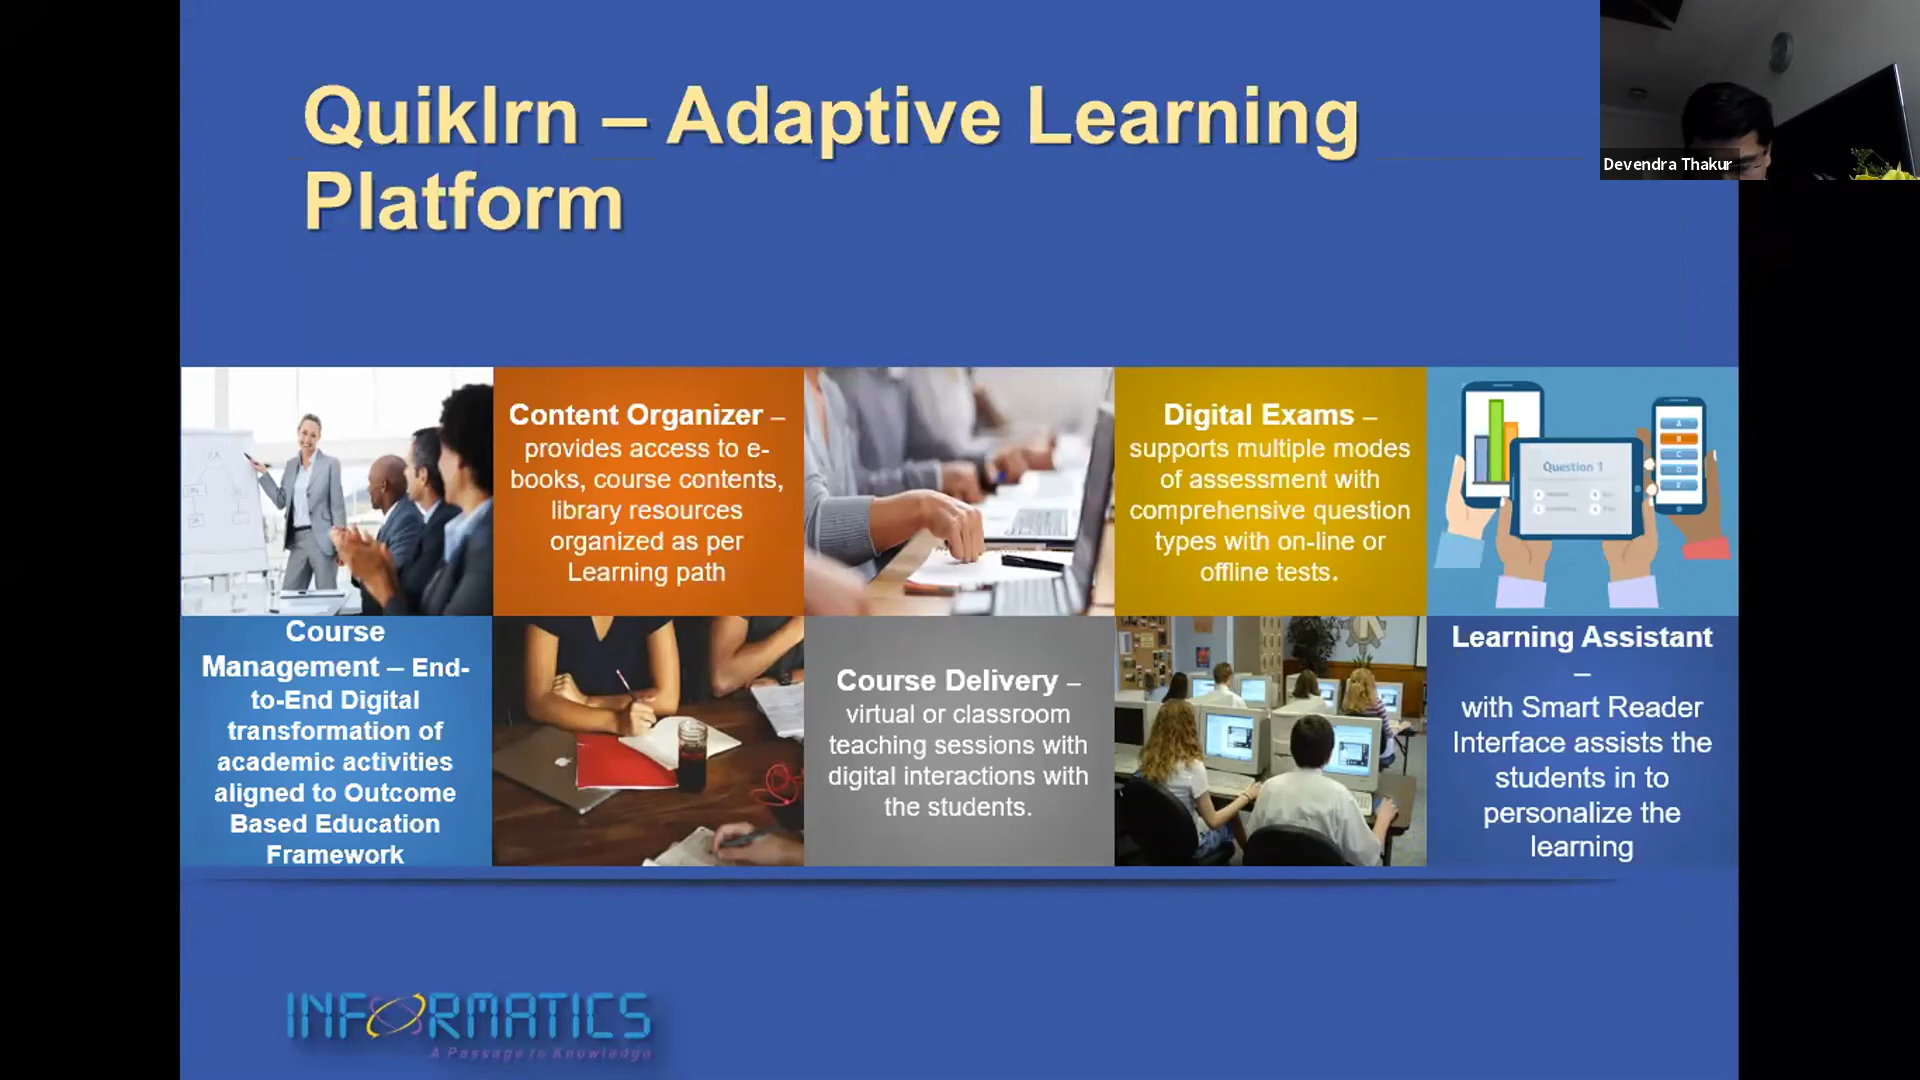 Quiklrn – Adaptive Learning
Platform
Devendra Thakur
Content Organizer –
provides access to e-
books, course contents,
library resources
organized as per
Learning path
Digital Exams –
supports multiple modes
of assessment with
comprehensive question
types with on-line or
offline tests.
Question 1
A
B
C
D
E
Course
Management – End-
to-End Digital
transformation of
academic activities
aligned to Outcome
Based Education
Framework
Course Delivery –
virtual or classroom
teaching sessions with
digital interactions with
the students.
Learning Assistant
–
with Smart Reader
Interface assists the
students in to
personalize the
learning
INFORMATICS
A Passage to Knowledge